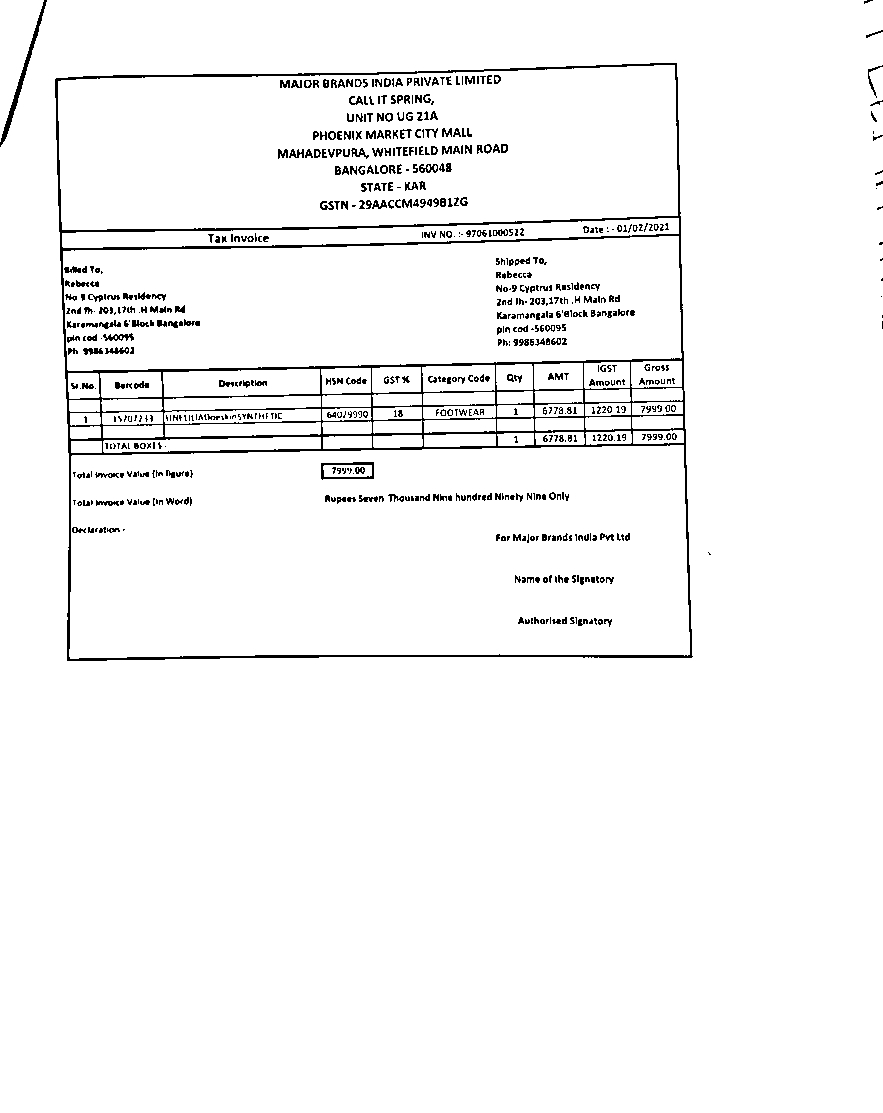 MAJOR BRANDS INDIA PRIVATE LIMITED
CALL IT SPRING,
UNIT NO UG 21A
PHOENIX MARKET CITY MALL
MAHADEVPURA, WHITEFIELD MAIN ROAD
BANGALORE - 560048
STATE - KAR
GSTN - 29AACCM4949B1ZG
Tax Invoice INV NO. :- 97061000522 Date : - 01/02/2021
Billed To,
Rebecca
No 9 Cyptrus Residency
2nd fh- 203,17th .H Main Rd
Karamangala 6'Block Bangalore
pin cod -560095
Ph: 9986348602
Shipped To,
Rebecca
No-9 Cyptrus Residency
2nd lh- 203,17th .H Main Rd
Karamangala 6'Block Bangalore
pin cod -560095
Ph: 9986348602
Sr.No. Barcode Description HSN Code GST % Category Code Qty AMT IGST Amount Gross Amount
1 64029990 18 FOOTWEAR 1 6778.81 1220.19 7999.00
TOTAL BOXES - 1 6778.81 1220.19 7999.00
Total Invoice Value (In figure) 7999.00
Total Invoice Value (In Word) Rupees Seven Thousand Nine hundred Ninety Nine Only
Declaration -
For Major Brands India Pvt Ltd
Name of the Signatory
Authorised Signatory